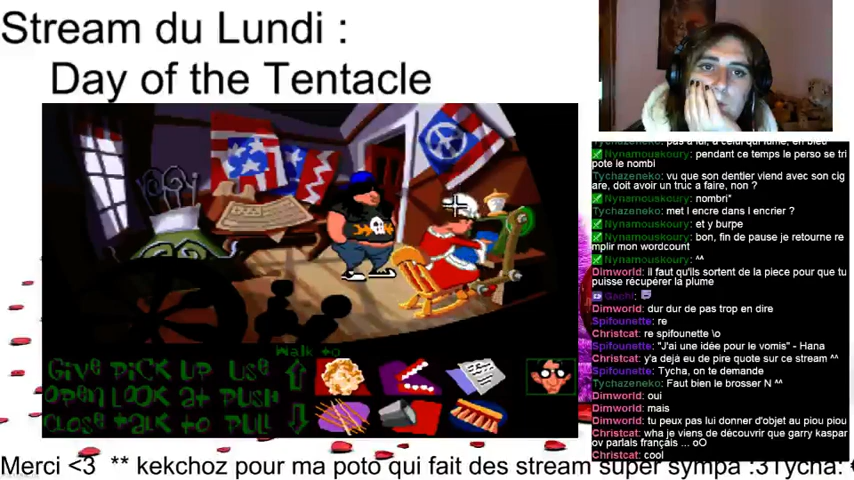 Stream du Lundi :
Day of the Tentacle
Walk to
GIVE PICK UP USE
OPEN LOOK AT PUSH
CLOSE TALK TO PULL
Tychazeneko: pas a lui, a celui qui fume, en bleu
Nynamouskoury: pendant ce temps le perso se tri
pote le nombi
Tychazeneko: vu que son dentier viend avec son cig
are, doit avoir un truc a faire, non ?
Nynamouskoury: nombri*
Tychazeneko: met l encre dans l encrier ?
Nynamouskoury: et y burpe
Nynamouskoury: bon, fin de pause je retourne re
mplir mon wordcount
Nynamouskoury: ^^
Dimworld: il faut qu'ils sortent de la piece pour que tu
puisse récupérer la plume
Gachi:
Dimworld: dur dur de pas trop en dire
Spifounette: re
Christcat: re spifounette \o
Spifounette: "J'ai une idée pour le vomis" - Hana
Christcat: y'a dejà eu de pire quote sur ce stream ^^
Spifounette: Tycha, on te demande
Tychazeneko: Faut bien le brosser N ^^
Dimworld: oui
Dimworld: mais
Dimworld: tu peux pas lui donner d'objet au piou piou
Christcat: wha je viens de découvrir que garry kaspar
ov parlais français ... oO
Christcat: cool
Merci <3 ** kekchoz pour ma poto qui fait des stream super sympa :3Tycha: